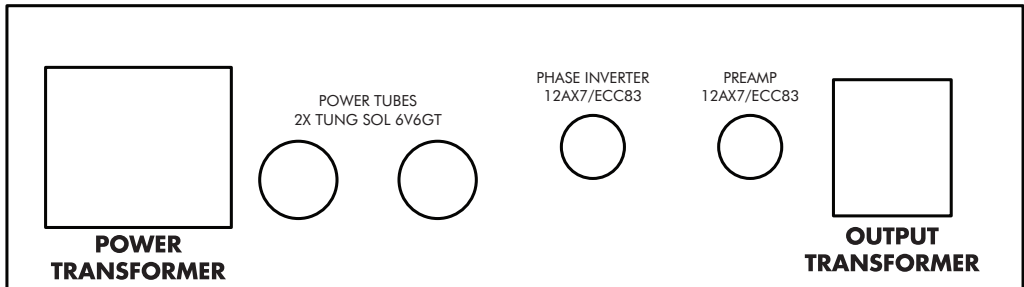 POWER TUBES
2X TUNG SOL 6V6GT
PHASE INVERTER
12AX7/ECC83
PREAMP
12AX7/ECC83
POWER
TRANSFORMER
OUTPUT
TRANSFORMER